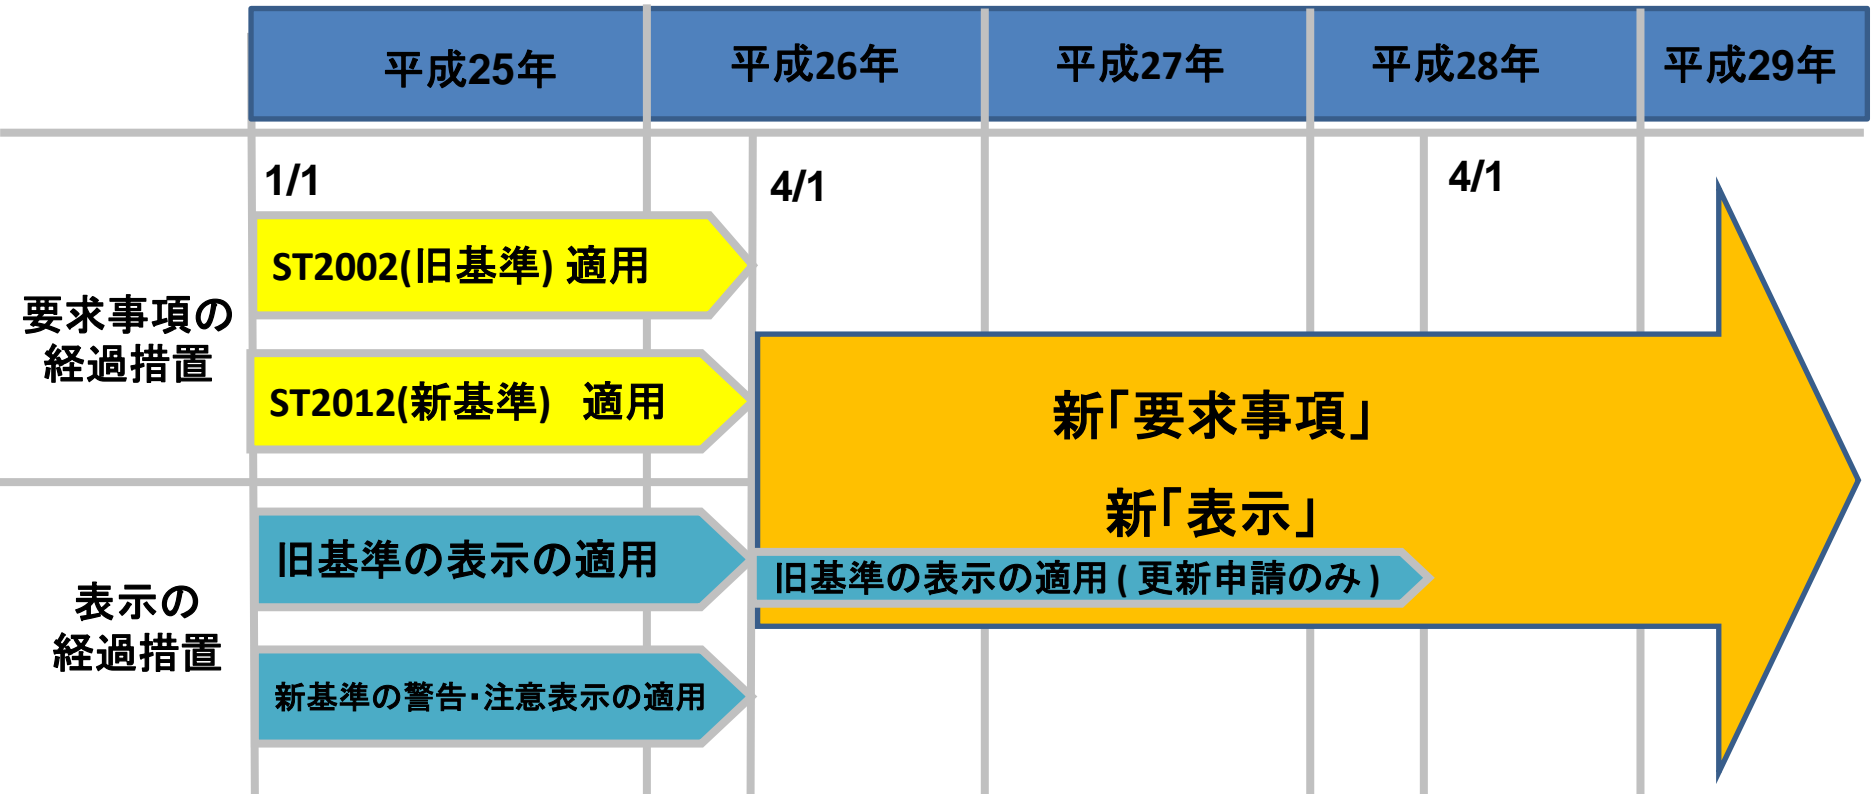 平成25年
平成26年
平成27年
平成28年
平成29年
1/1
4/1
4/1
要求事項の
経過措置
ST2002(旧基準) 適用
ST2012(新基準)　適用
新「要求事項」
新「表示」
表示の
経過措置
旧基準の表示の適用
旧基準の表示の適用 ( 更新申請のみ )
新基準の警告・注意表示の適用